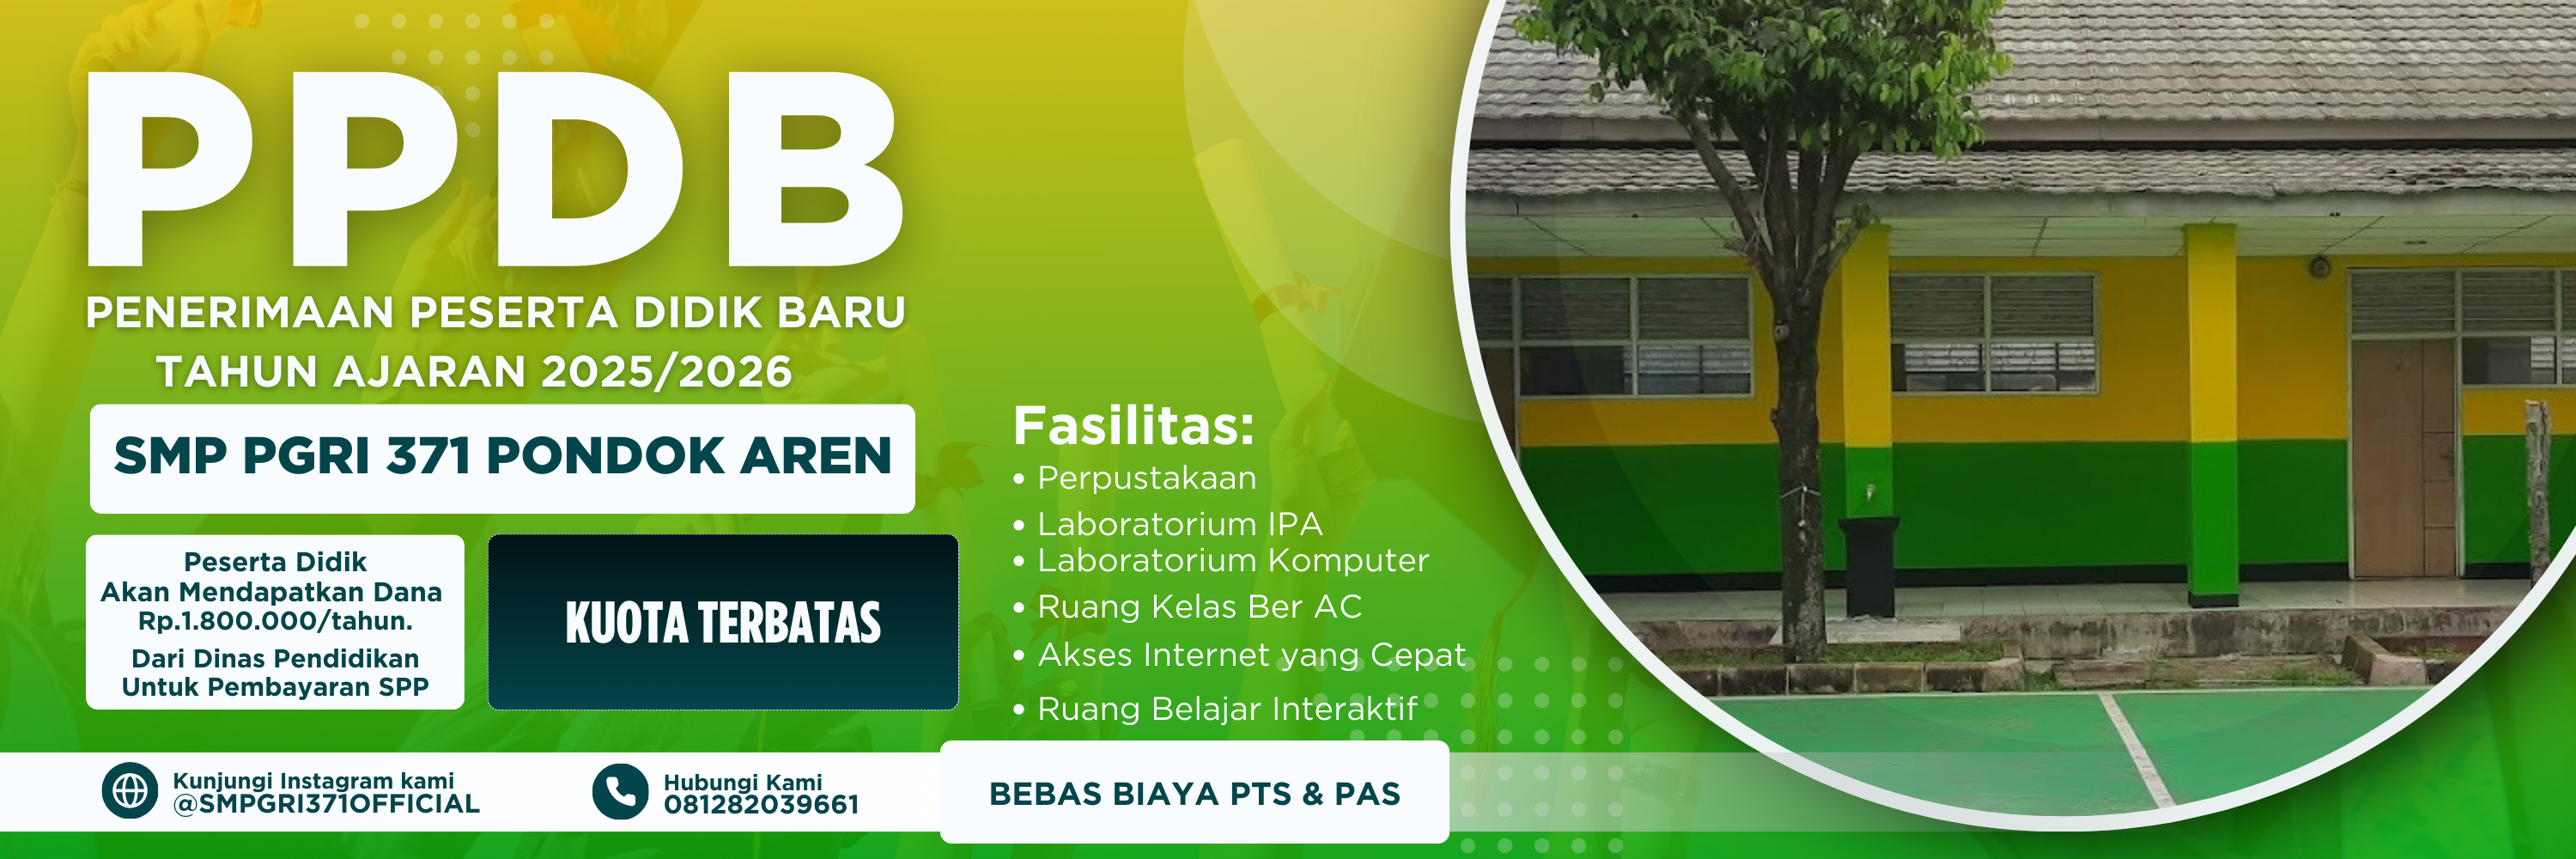 PPDB
PENERIMAAN PESERTA DIDIK BARU
TAHUN AJARAN 2025/2026
SMP PGRI 371 PONDOK AREN
Peserta Didik
Akan Mendapatkan Dana
Rp.1.800.000/tahun.
Dari Dinas Pendidikan
Untuk Pembayaran SPP
KUOTA TERBATAS
Fasilitas:
• Perpustakaan
• Laboratorium IPA
• Laboratorium Komputer
• Ruang Kelas Ber AC
• Akses Internet yang Cepat
• Ruang Belajar Interaktif
Kunjungi Instagram kami
@SMPGRI371OFFICIAL
Hubungi Kami
081282039661
BEBAS BIAYA PTS & PAS